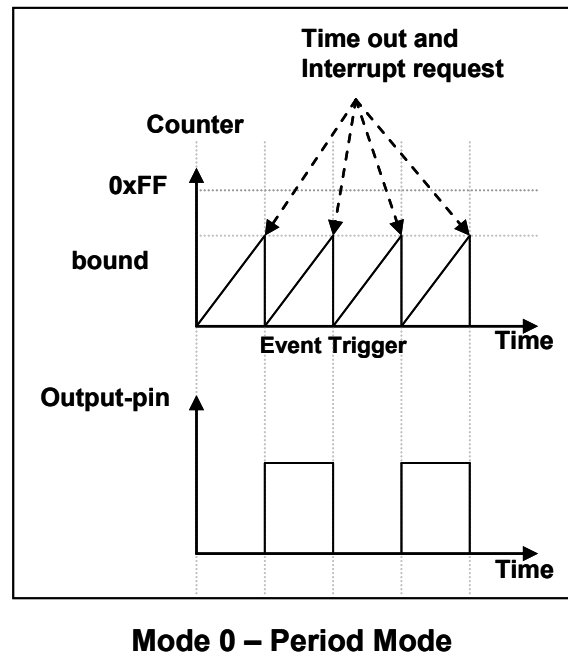 Time out and
Interrupt request
Counter
0xFF
bound
Event Trigger
Time
Output-pin
Time
Mode 0 – Period Mode